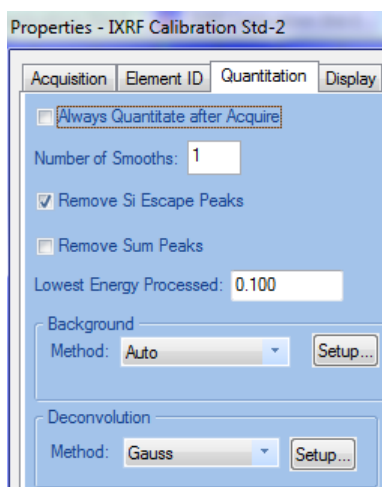 Properties - IXRF Calibration Std-2
Acquisition Element ID Quantitation Display
Always Quantitate after Acquire
Number of Smooths: 1
Remove Si Escape Peaks
Remove Sum Peaks
Lowest Energy Processed: 0.100
Background
Method: Auto Setup...
Deconvolution
Method: Gauss Setup...